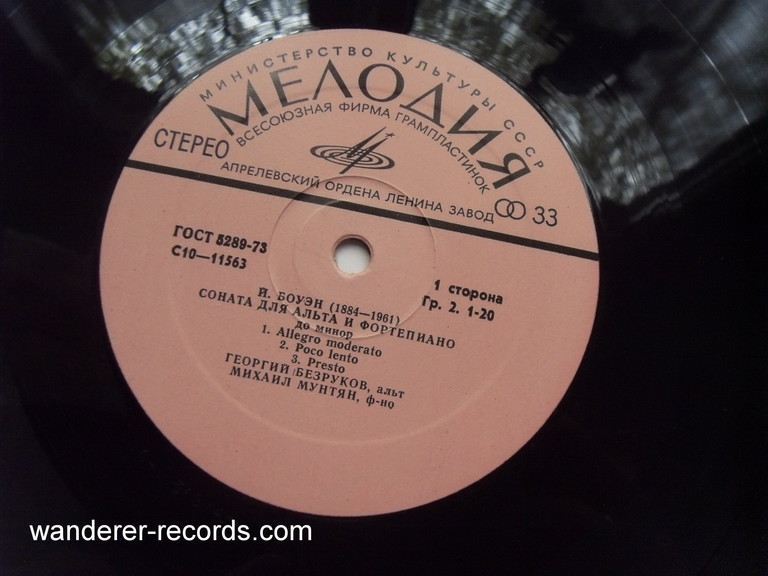 МИНИСТЕРСТВО КУЛЬТУРЫ СССР
МЕЛОДИЯ
ВСЕСОЮЗНАЯ ФИРМА ГРАМПЛАСТИНОК
СТЕРЕО
АПРЕЛЕВСКИЙ ОРДЕНА ЛЕНИНА ЗАВОД
33
ГОСТ 5289-73
С10—11563
1 сторона
Гр. 2. 1-20
Й. БОУЭН (1884—1961)
СОНАТА ДЛЯ АЛЬТА И ФОРТЕПИАНО
до минор
1. Allegro moderato
2. Poco lento
3. Presto
ГЕОРГИЙ БЕЗРУКОВ, альт
МИХАИЛ МУНТЯН, ф-но
wanderer-records.com